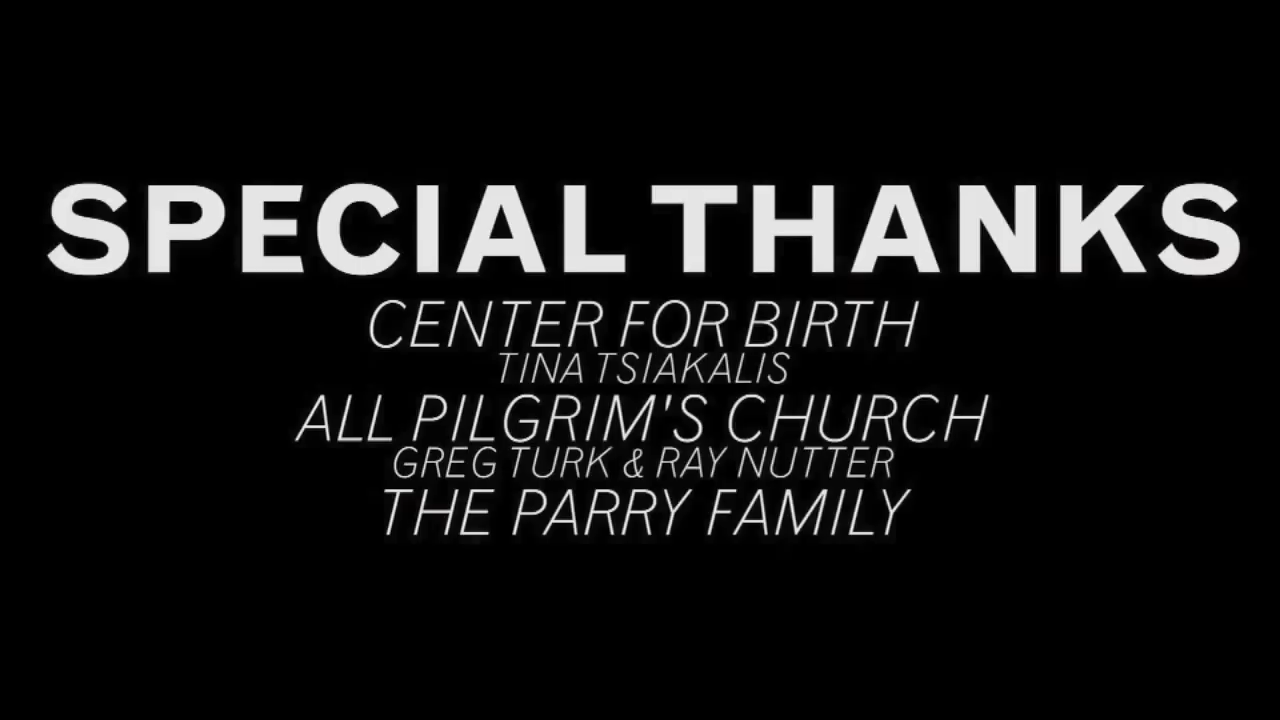 SPECIAL THANKS
CENTER FOR BIRTH
TINA TSIAKALIS
ALL PILGRIM'S CHURCH
GREG TURK & RAY NUTTER
THE PARRY FAMILY